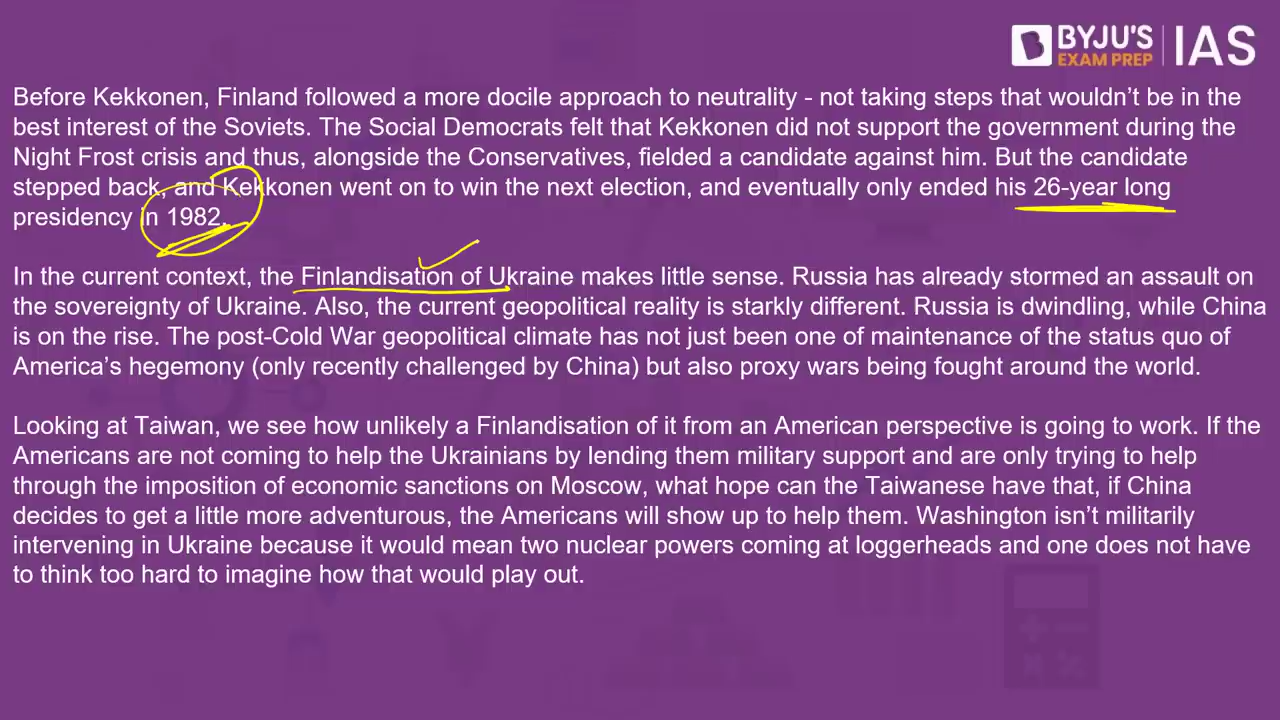 BYJU'S
EXAM PREP
IAS
Before Kekkonen, Finland followed a more docile approach to neutrality - not taking steps that wouldn't be in the
best interest of the Soviets. The Social Democrats felt that Kekkonen did not support the government during the
Night Frost crisis and thus, alongside the Conservatives, fielded a candidate against him. But the candidate
stepped back, and Kekkonen went on to win the next election, and eventually only ended his 26-year long
presidency in 1982.
In the current context, the Finlandisation of Ukraine makes little sense. Russia has already stormed an assault on
the sovereignty of Ukraine. Also, the current geopolitical reality is starkly different. Russia is dwindling, while China
is on the rise. The post-Cold War geopolitical climate has not just been one of maintenance of the status quo of
America's hegemony (only recently challenged by China) but also proxy wars being fought around the world.
Looking at Taiwan, we see how unlikely a Finlandisation of it from an American perspective is going to work. If the
Americans are not coming to help the Ukrainians by lending them military support and are only trying to help
through the imposition of economic sanctions on Moscow, what hope can the Taiwanese have that, if China
decides to get a little more adventurous, the Americans will show up to help them. Washington isn't militarily
intervening in Ukraine because it would mean two nuclear powers coming at loggerheads and one does not have
to think too hard to imagine how that would play out.